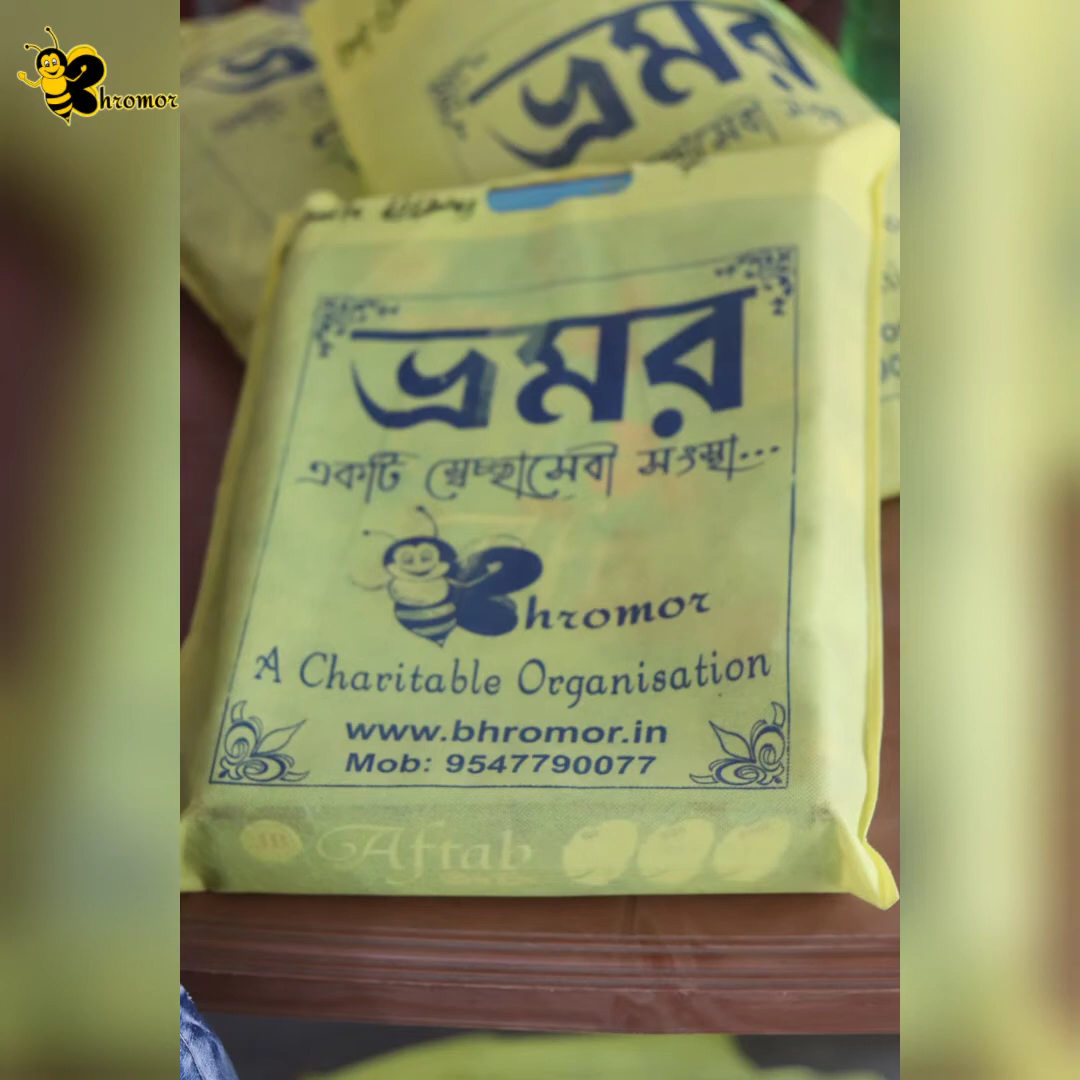 Bhromor
ভ্রমর
স্বেচ্ছাসেবী
ভ্রমর
একটি স্বেচ্ছাসেবী সংস্থা...
Bhromor
A Charitable Organisation
www.bhromor.in
Mob: 9547790077
Aftab